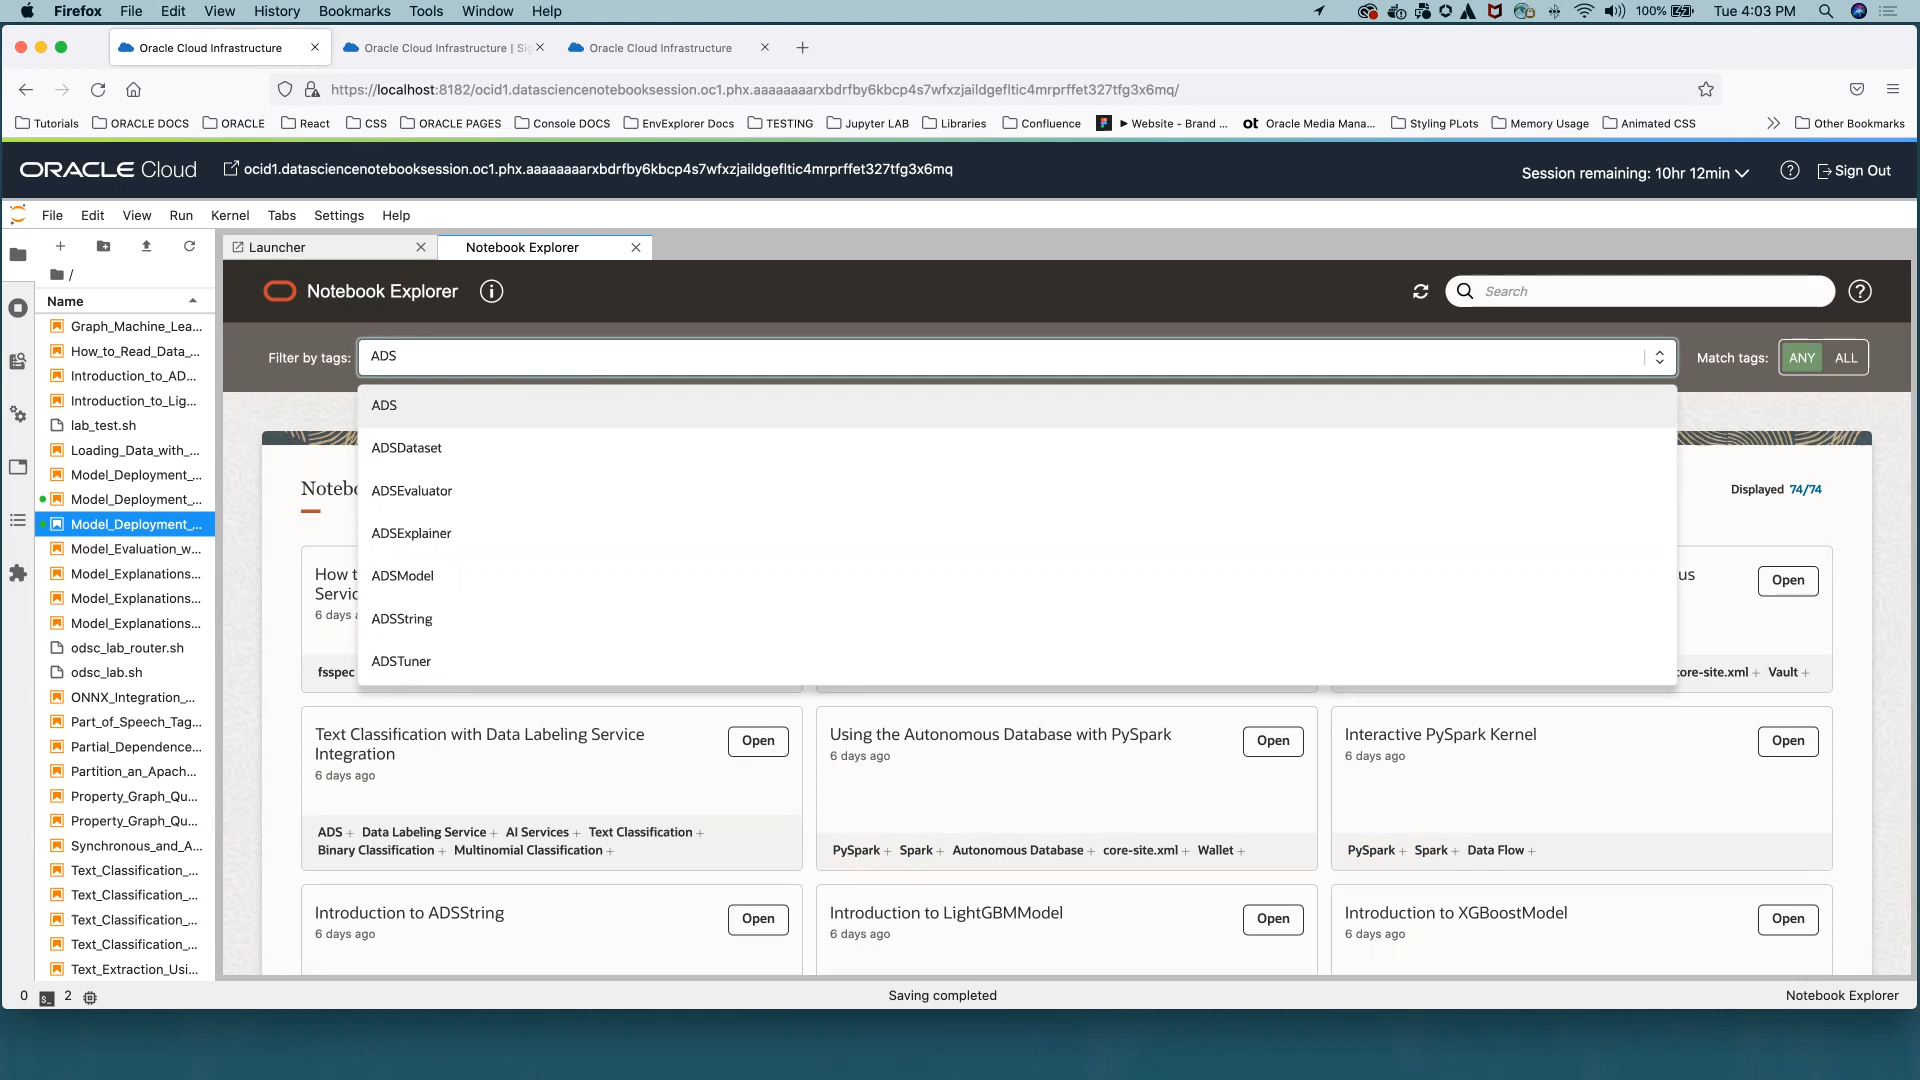 Firefox File Edit View History Bookmarks Tools Window Help 100% Tue 4:03 PM
Oracle Cloud Infrastructure Oracle Cloud Infrastructure | Sig Oracle Cloud Infrastructure
https://localhost:8182/ocid1.datasciencenotebooksession.oc1.phx.aaaaaaaarxbdrfby6kbcp4s7wfxzjaildgefltic4mrprffet327tfg3x6mq/
Tutorials ORACLE DOCS ORACLE React CSS ORACLE PAGES Console DOCS EnvExplorer Docs TESTING Jupyter LAB Libraries Confluence ▸ Website - Brand ... ot Oracle Media Mana... Styling PLots Memory Usage Animated CSS Other Bookmarks
ORACLE Cloud ocid1.datasciencenotebooksession.oc1.phx.aaaaaaaarxbdrfby6kbcp4s7wfxzjaildgefltic4mrprffet327tfg3x6mq Session remaining: 10hr 12min Sign Out
File Edit View Run Kernel Tabs Settings Help
Launcher Notebook Explorer
/
Name
Graph_Machine_Lea...
How_to_Read_Data_...
Introduction_to_AD...
Introduction_to_Lig...
lab_test.sh
Loading_Data_with_...
Model_Deployment_...
Model_Deployment_...
Model_Deployment_...
Model_Evaluation_w...
Model_Explanations...
Model_Explanations...
Model_Explanations...
odsc_lab_router.sh
odsc_lab.sh
ONNX_Integration_...
Part_of_Speech_Tag...
Partial_Dependence...
Partition_an_Apach...
Property_Graph_Qu...
Property_Graph_Qu...
Synchronous_and_A...
Text_Classification_...
Text_Classification_...
Text_Classification_...
Text_Classification_...
Text_Extraction_Usi...
Notebook Explorer Search
Filter by tags: ADS Match tags: ANY ALL
ADS
ADSDataset
ADSEvaluator
ADSExplainer
ADSModel
ADSString
ADSTuner
Notebo
Displayed 74/74
How t
Servic
6 days a
fsspec
us
Open
core-site.xml + Vault +
Text Classification with Data Labeling Service
Integration
6 days ago
Open
ADS + Data Labeling Service + AI Services + Text Classification +
Binary Classification + Multinomial Classification +
Using the Autonomous Database with PySpark
6 days ago
Open
PySpark + Spark + Autonomous Database + core-site.xml + Wallet +
Interactive PySpark Kernel
6 days ago
Open
PySpark + Spark + Data Flow +
Introduction to ADSString
6 days ago
Open
Introduction to LightGBMModel
6 days ago
Open
Introduction to XGBoostModel
6 days ago
Open
0 2 Saving completed Notebook Explorer